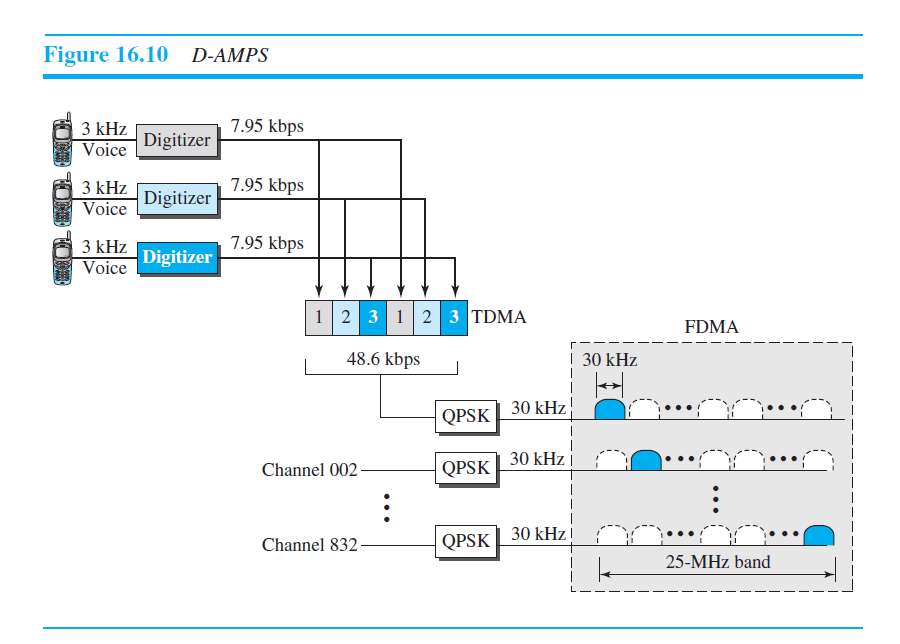 Figure 16.10 D-AMPS
3 kHz
Voice
Digitizer
7.95 kbps
3 kHz
Voice
Digitizer
7.95 kbps
3 kHz
Voice
Digitizer
7.95 kbps
1 2 3 1 2 3 TDMA
48.6 kbps
FDMA
30 kHz
QPSK 30 kHz
Channel 002 QPSK 30 kHz
Channel 832 QPSK 30 kHz
25-MHz band